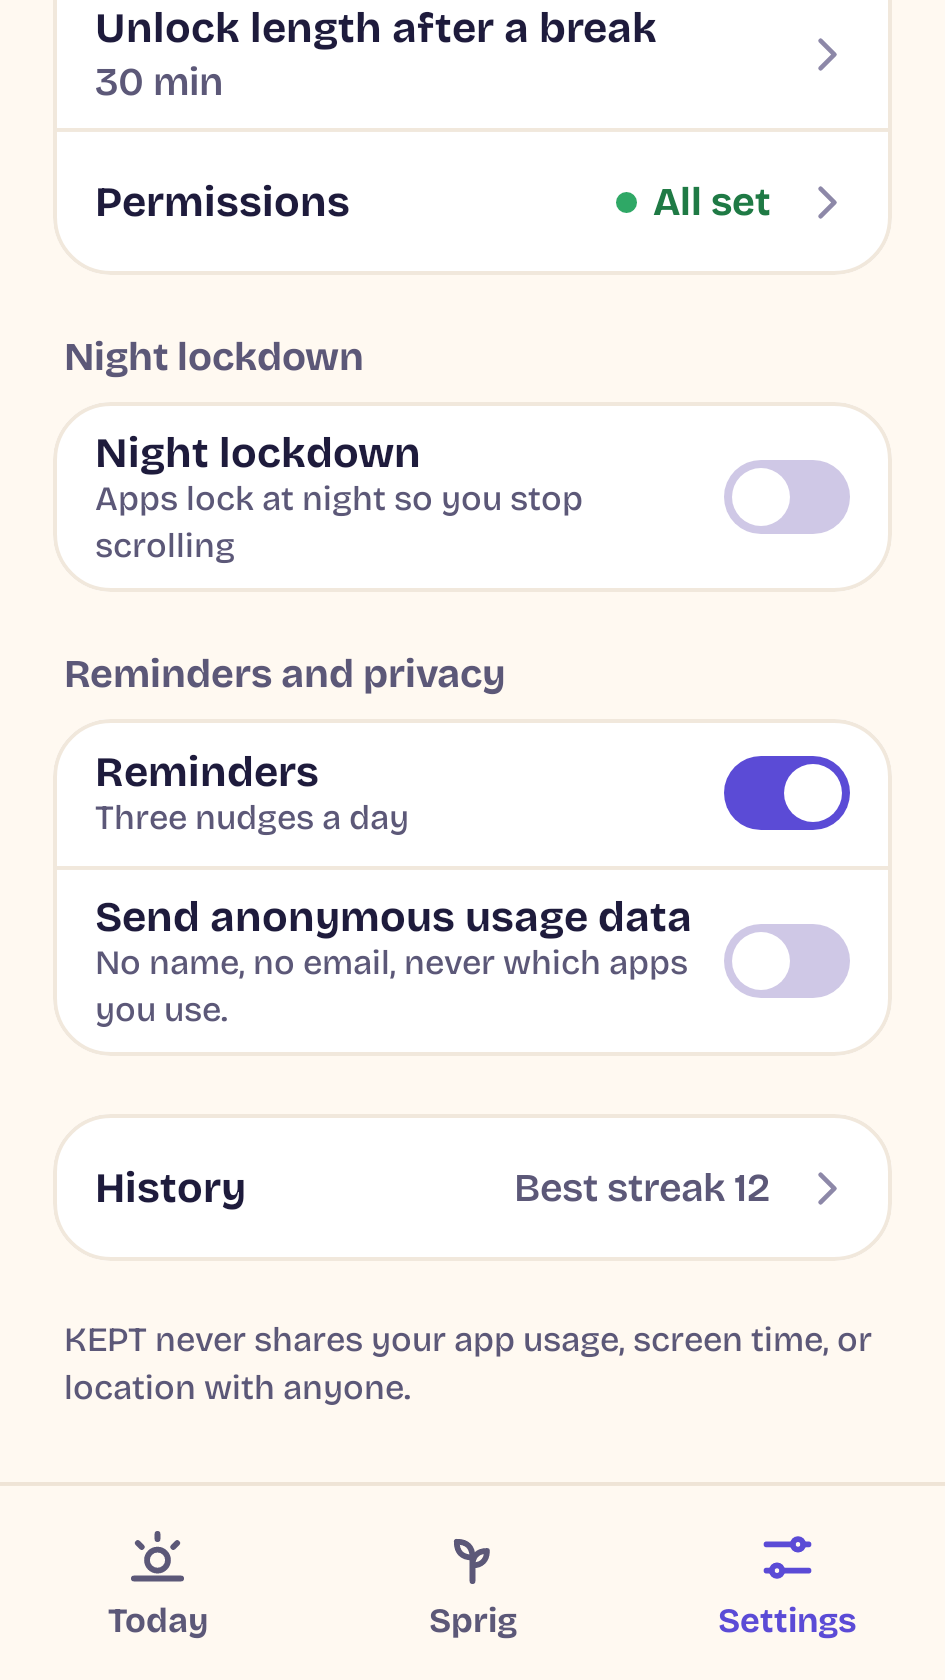 Unlock length after a break
30 min
Permissions
All set
Night lockdown
Night lockdown
Apps lock at night so you stop
scrolling
Reminders and privacy
Reminders
Three nudges a day
Send anonymous usage data
No name, no email, never which apps
you use.
History
Best streak 12
KEPT never shares your app usage, screen time, or
location with anyone.
Today
Sprig
Settings